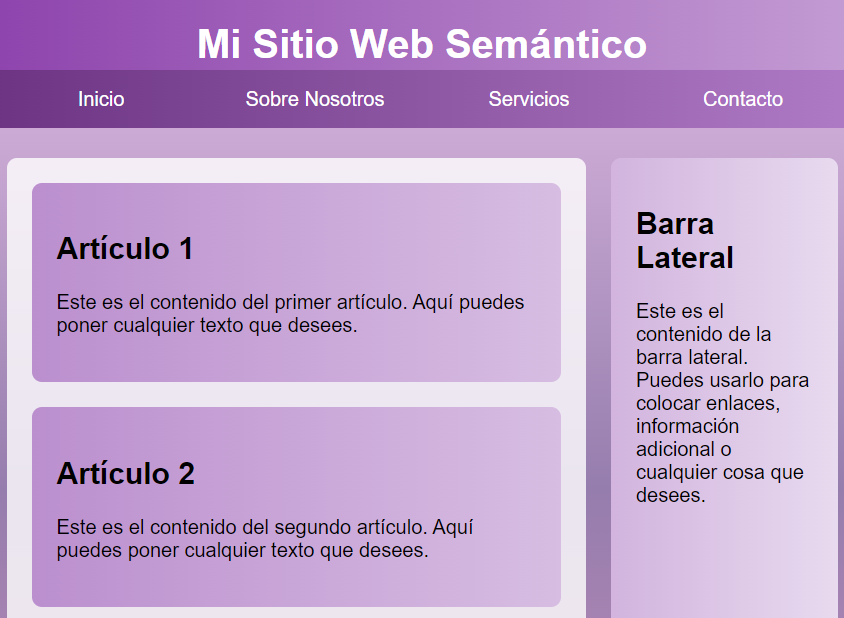 Mi Sitio Web Semántico
Inicio Sobre Nosotros Servicios Contacto
Artículo 1
Este es el contenido del primer artículo. Aquí puedes
poner cualquier texto que desees.
Artículo 2
Este es el contenido del segundo artículo. Aquí
puedes poner cualquier texto que desees.
Barra
Lateral
Este es el
contenido de la
barra lateral.
Puedes usarlo para
colocar enlaces,
información
adicional o
cualquier cosa que
desees.